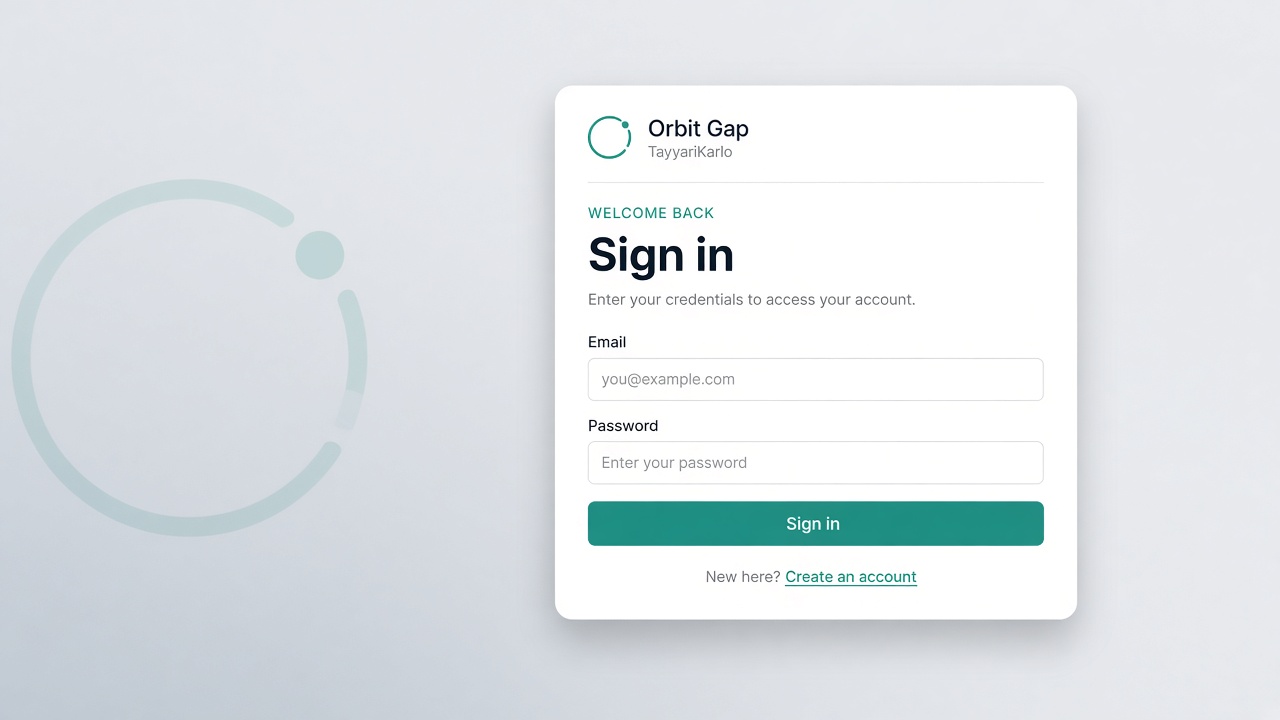 Orbit Gap
TayyariKarlo
WELCOME BACK
Sign in
Enter your credentials to access your account.
Email
you@example.com
Password
Enter your password
Sign in
New here? Create an account